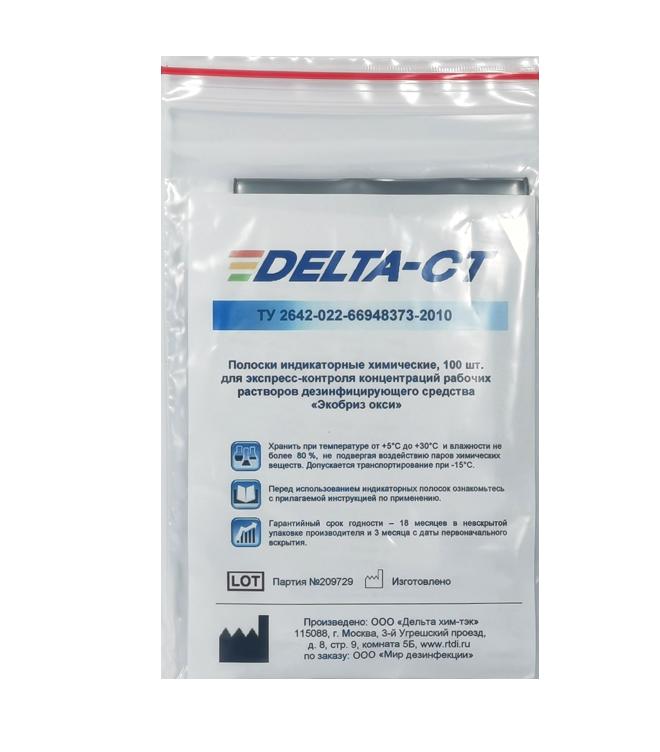 DELTA-CT
ТУ 2642-022-66948373-2010
Полоски индикаторные химические, 100 шт.
для экспресс-контроля концентраций рабочих
растворов дезинфицирующего средства
«Экобриз окси»
Хранить при температуре от +5°С до +30°С и влажности не
более 80 %, не подвергая воздействию паров химических
веществ. Допускается транспортирование при -15°С.
Перед использованием индикаторных полосок ознакомьтесь
с прилагаемой инструкцией по применению.
Гарантийный срок годности – 18 месяцев в невскрытой
упаковке производителя и 3 месяца с даты первоначального
вскрытия.
LOT Партия №209729 Изготовлено
Произведено: ООО «Дельта хим-тэк»
115088, г. Москва, 3-й Угрешский проезд,
д. 8, стр. 9, комната 5Б, www.rtdi.ru
по заказу: ООО «Мир дезинфекции»